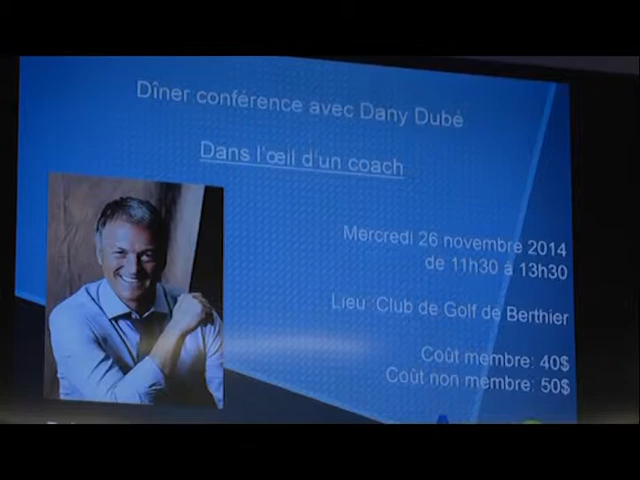 Dîner conférence avec Dany Dubé
Dans l'œil d'un coach
Mercredi 26 novembre 2014
de 11h30 à 13h30
Lieu :Club de Golf de Berthier
Coût membre: 40$
Coût non membre: 50$